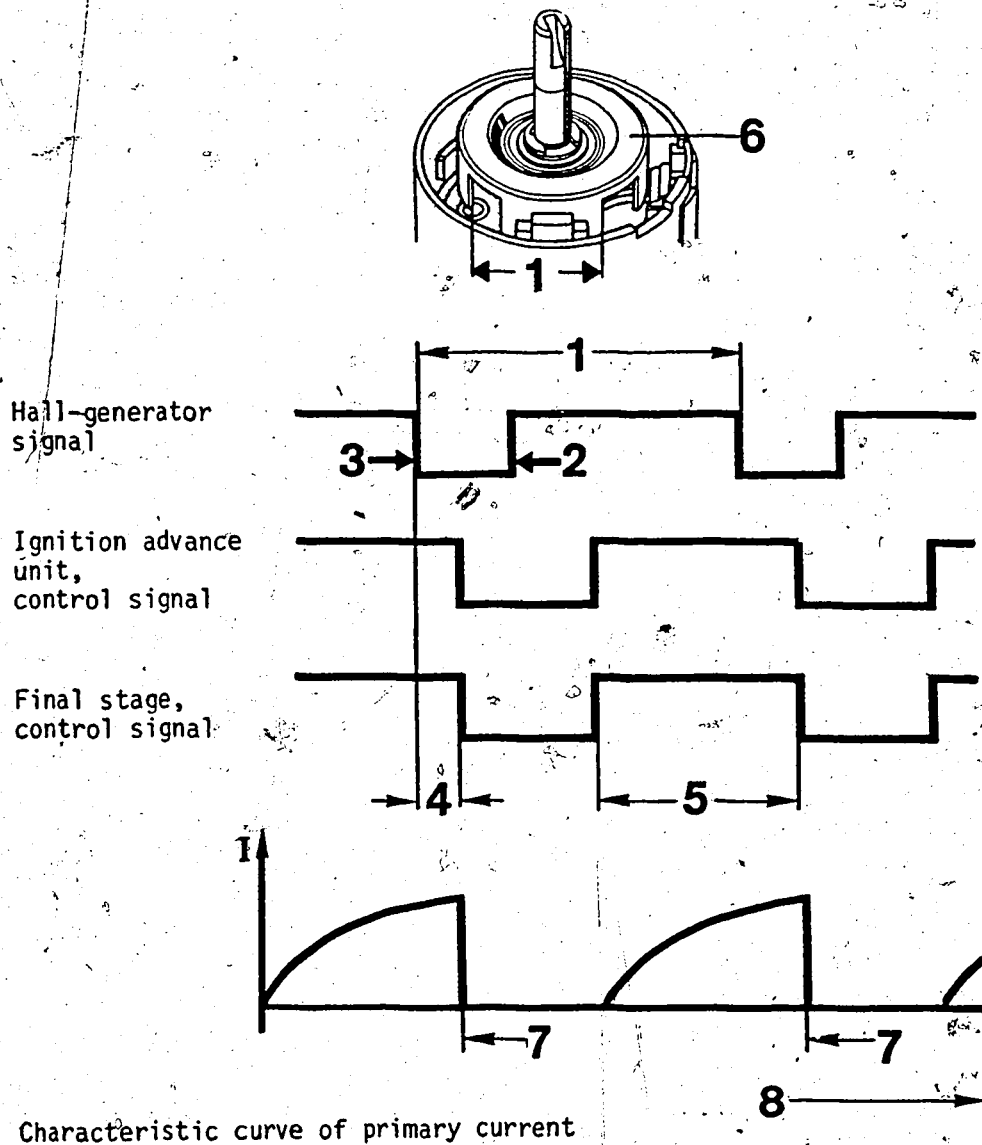 6
1
1
Hall-generator
signal
3
2
Ignition advance
unit,
control signal
Final stage,
control signal
4
5
I
7
7
8
Characteristic curve of primary current